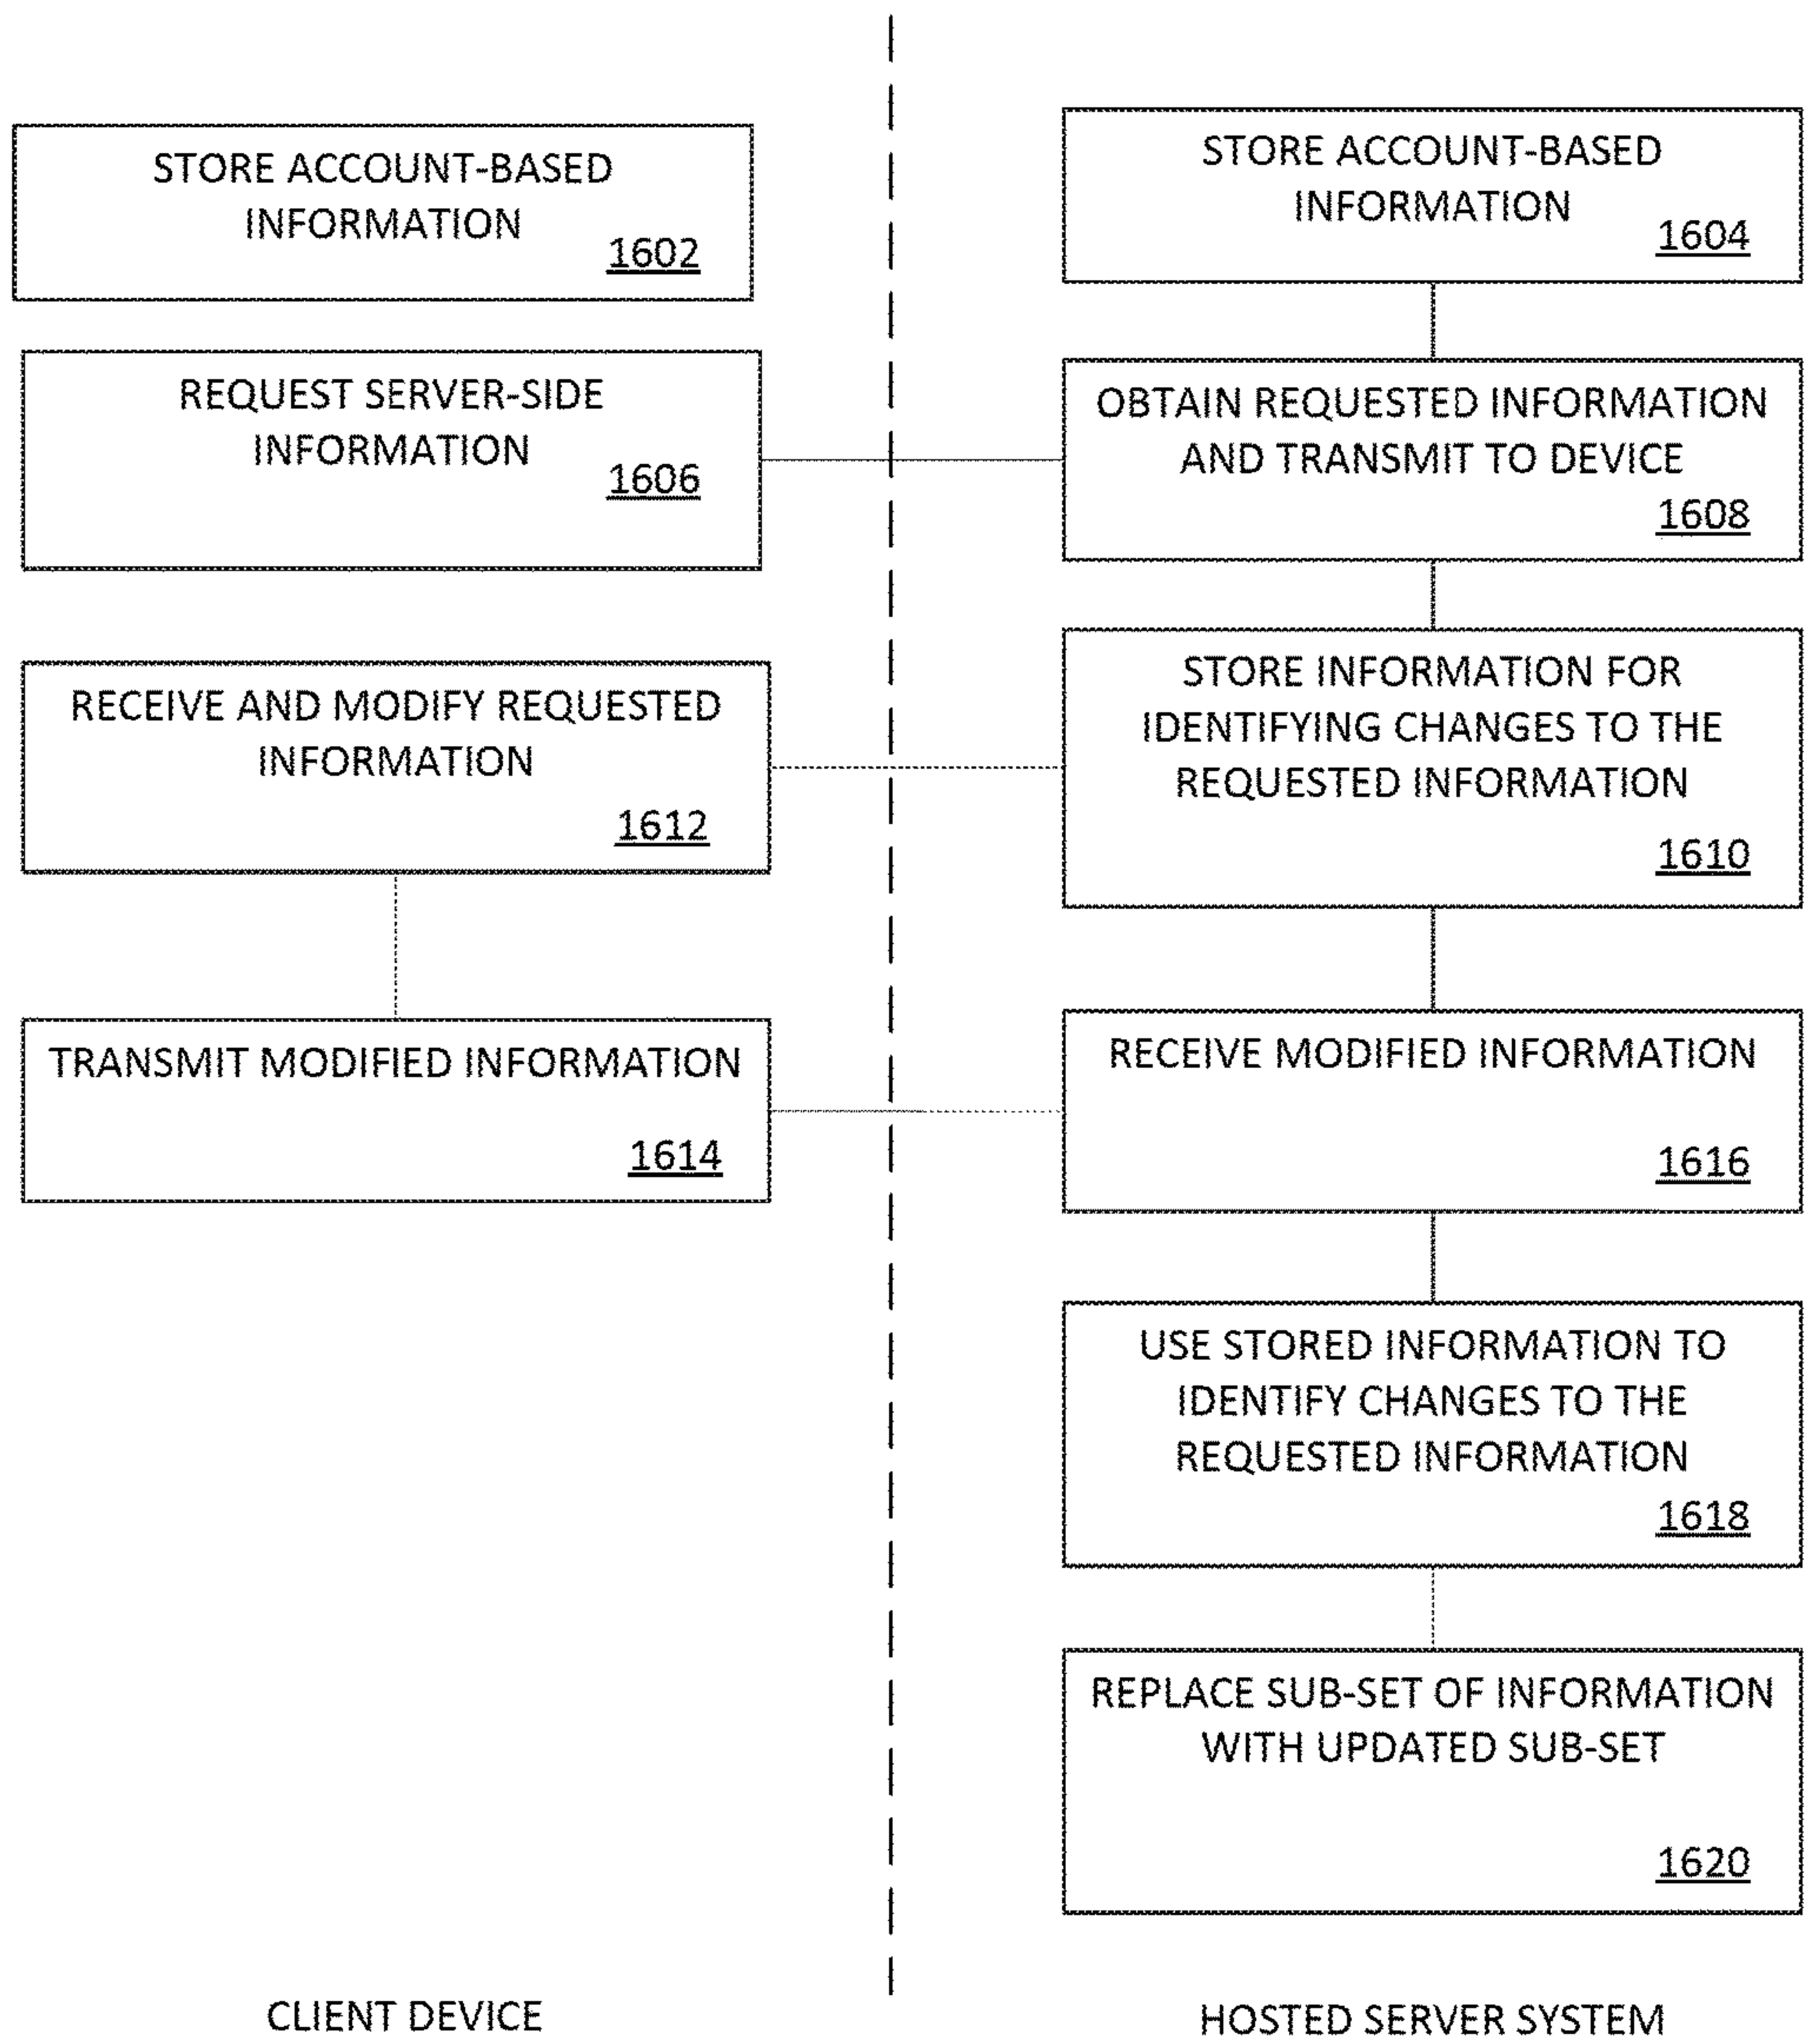 STORE ACCOUNT-BASED
INFORMATION
1602
STORE ACCOUNT-BASED
INFORMATION
1604
REQUEST SERVER-SIDE
INFORMATION
1606
OBTAIN REQUESTED INFORMATION
AND TRANSMIT TO DEVICE
1608
STORE INFORMATION FOR
IDENTIFYING CHANGES TO THE
REQUESTED INFORMATION
1610
RECEIVE AND MODIFY REQUESTED
INFORMATION
1612
TRANSMIT MODIFIED INFORMATION
1614
RECEIVE MODIFIED INFORMATION
1616
USE STORED INFORMATION TO
IDENTIFY CHANGES TO THE
REQUESTED INFORMATION
1618
REPLACE SUB-SET OF INFORMATION
WITH UPDATED SUB-SET
1620
CLIENT DEVICE
HOSTED SERVER SYSTEM